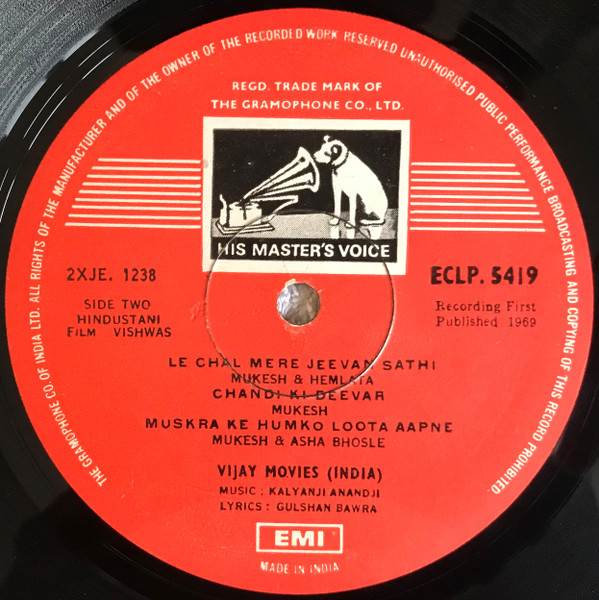 THE GRAMOPHONE CO. OF INDIA LTD. ALL RIGHTS OF THE MANUFACTURER AND OF THE OWNER OF THE RECORDED WORK RESERVED UNAUTHORISED PUBLIC PERFORMANCE BROADCASTING AND COPYING OF THIS RECORD PROHIBITED.
REGD. TRADE MARK OF
THE GRAMOPHONE CO., LTD.
HIS MASTER'S VOICE
2XJE. 1238
ECLP. 5419
SIDE TWO
HINDUSTANI
FILM VISHWAS
Recording First
Published 1969
LE CHAL MERE JEEVAN SATHI
MUKESH & HEMLATA
CHANDI KI DEEVAR
MUKESH
MUSKRA KE HUMKO LOOTA AAPNE
MUKESH & ASHA BHOSLE
VIJAY MOVIES (INDIA)
MUSIC : KALYANJI ANANDJI
LYRICS : GULSHAN BAWRA
EMI
MADE IN INDIA